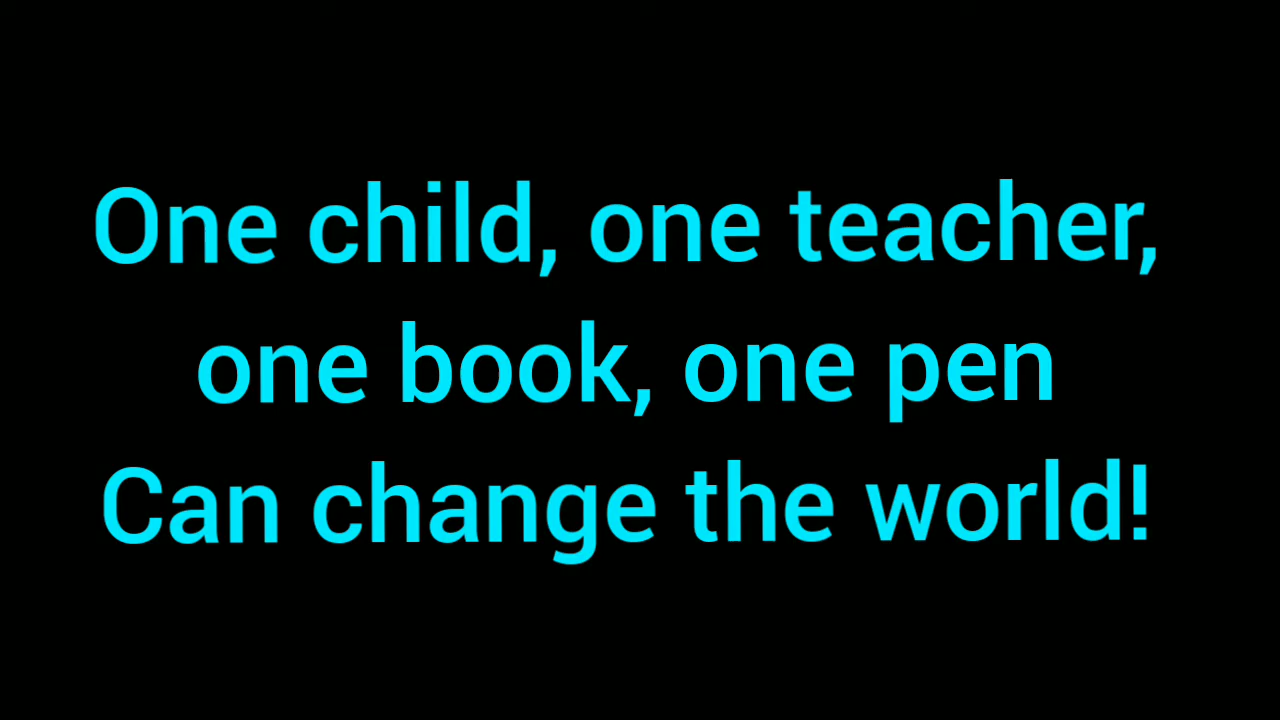 One child, one teacher,
one book, one pen
Can change the world!